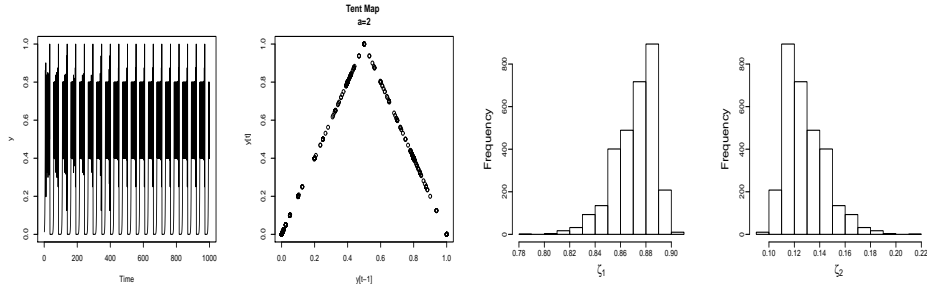 Tent Map
a=2
y
0.0 0.2 0.4 0.6 0.8 1.0
0 200 400 600 800 1000
Time
y[t]
0.0 0.2 0.4 0.6 0.8 1.0
0.0 0.2 0.4 0.6 0.8 1.0
y[t−1]
Frequency
0 200 400 600 800
0.78 0.80 0.82 0.84 0.86 0.88 0.90
ζ1
Frequency
0 200 400 600 800
0.10 0.12 0.14 0.16 0.18 0.20 0.22
ζ2